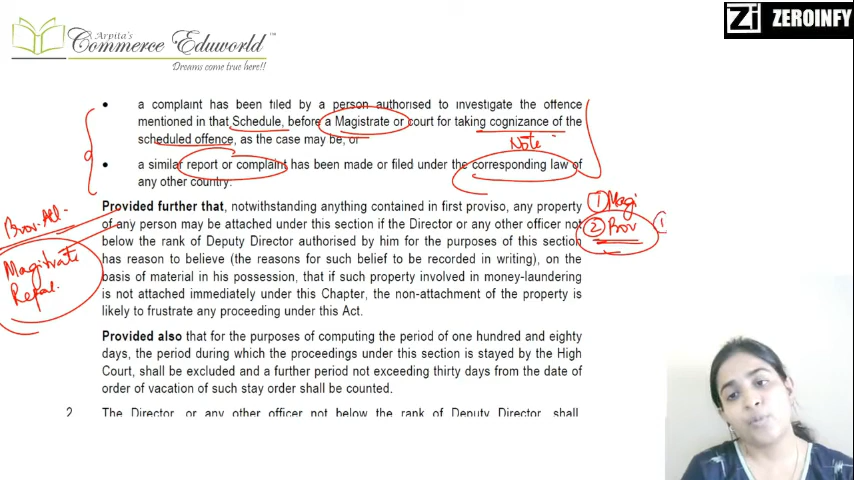 Arpita's
Commerce Eduworld™
Dreams come true here!!
Zi ZEROINFY
• a complaint has been filed by a person authorised to investigate the offence
mentioned in that Schedule, before a Magistrate or court for taking cognizance of the
scheduled offence, as the case may be, or
Note
• a similar report or complaint has been made or filed under the corresponding law of
any other country:
Provided further that, notwithstanding anything contained in first proviso, any property
of any person may be attached under this section if the Director or any other officer not
below the rank of Deputy Director authorised by him for the purposes of this section
has reason to believe (the reasons for such belief to be recorded in writing), on the
basis of material in his possession, that if such property involved in money-laundering
is not attached immediately under this Chapter, the non-attachment of the property is
likely to frustrate any proceeding under this Act.
① Magi
② Prov
Magistrate
Provided also that for the purposes of computing the period of one hundred and eighty
days, the period during which the proceedings under this section is stayed by the High
Court, shall be excluded and a further period not exceeding thirty days from the date of
order of vacation of such stay order shall be counted.
2 The Director, or any other officer not below the rank of Deputy Director, shall